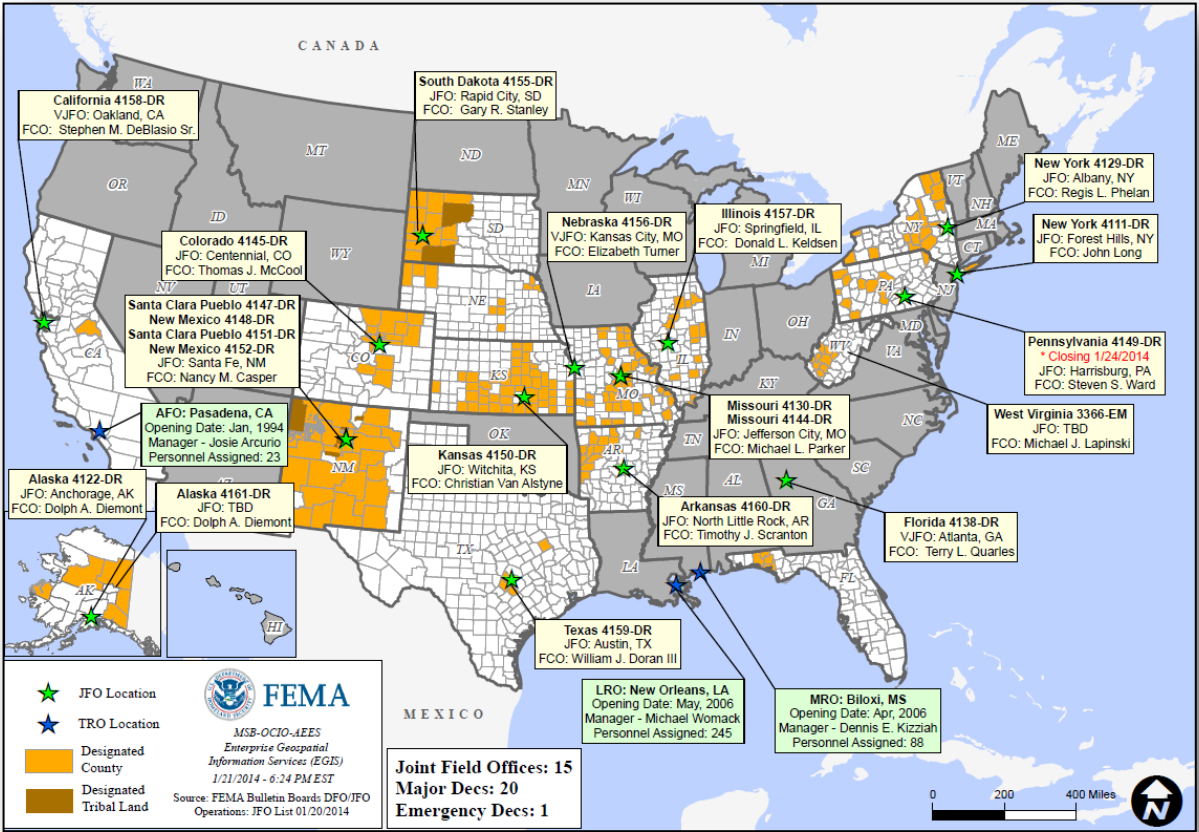 CANADA
WA
California 4158-DR
VJFO: Oakland, CA
FCO: Stephen M. DeBlasio Sr.
South Dakota 4155-DR
JFO: Rapid City, SD
FCO: Gary R. Stanley
MT
ND
OR
MN
ID
WI
SD
WY
ME
VT
NH
MA
NY
CT
New York 4129-DR
JFO: Albany, NY
FCO: Regis L. Phelan
New York 4111-DR
JFO: Forest Hills, NY
FCO: John Long
Nebraska 4156-DR
VJFO: Kansas City, MO
FCO: Elizabeth Turner
Illinois 4157-DR
JFO: Springfield, IL
FCO: Donald L. Keldsen
MI
Colorado 4145-DR
JFO: Centennial, CO
FCO: Thomas J. McCool
NV
UT
NE
IA
PA
NJ
Santa Clara Pueblo 4147-DR
New Mexico 4148-DR
Santa Clara Pueblo 4151-DR
New Mexico 4152-DR
JFO: Santa Fe, NM
FCO: Nancy M. Casper
CA
CO
KS
MO
IL
IN
OH
WV
MD
VA
KY
Pennsylvania 4149-DR
* Closing 1/24/2014
JFO: Harrisburg, PA
FCO: Steven S. Ward
AFO: Pasadena, CA
Opening Date: Jan, 1994
Manager - Josie Arcurio
Personnel Assigned: 23
West Virginia 3366-EM
JFO: TBD
FCO: Michael J. Lapinski
Missouri 4130-DR
Missouri 4144-DR
JFO: Jefferson City, MO
FCO: Michael L. Parker
NC
TN
OK
AR
NM
SC
MS
AL
GA
Kansas 4150-DR
JFO: Witchita, KS
FCO: Christian Van Alstyne
Alaska 4122-DR
JFO: Anchorage, AK
FCO: Dolph A. Diemont
Alaska 4161-DR
JFO: TBD
FCO: Dolph A. Diemont
Arkansas 4160-DR
JFO: North Little Rock, AR
FCO: Timothy J. Scranton
Florida 4138-DR
VJFO: Atlanta, GA
FCO: Terry L. Quarles
TX
LA
FL
AK
HI
Texas 4159-DR
JFO: Austin, TX
FCO: William J. Doran III
LRO: New Orleans, LA
Opening Date: May, 2006
Manager - Michael Womack
Personnel Assigned: 245
MRO: Biloxi, MS
Opening Date: Apr, 2006
Manager - Dennis E. Kizziah
Personnel Assigned: 88
MEXICO
JFO Location
TRO Location
Designated
County
Designated
Tribal Land
FEMA
MSB-OCIO-AEES
Enterprise Geospatial
Information Services (EGIS)
1/21/2014 - 6:24 PM EST
Source: FEMA Bulletin Boards DFO/JFO
Operations: JFO List 01/20/2014
Joint Field Offices: 15
Major Decs: 20
Emergency Decs: 1
0 200 400 Miles
N